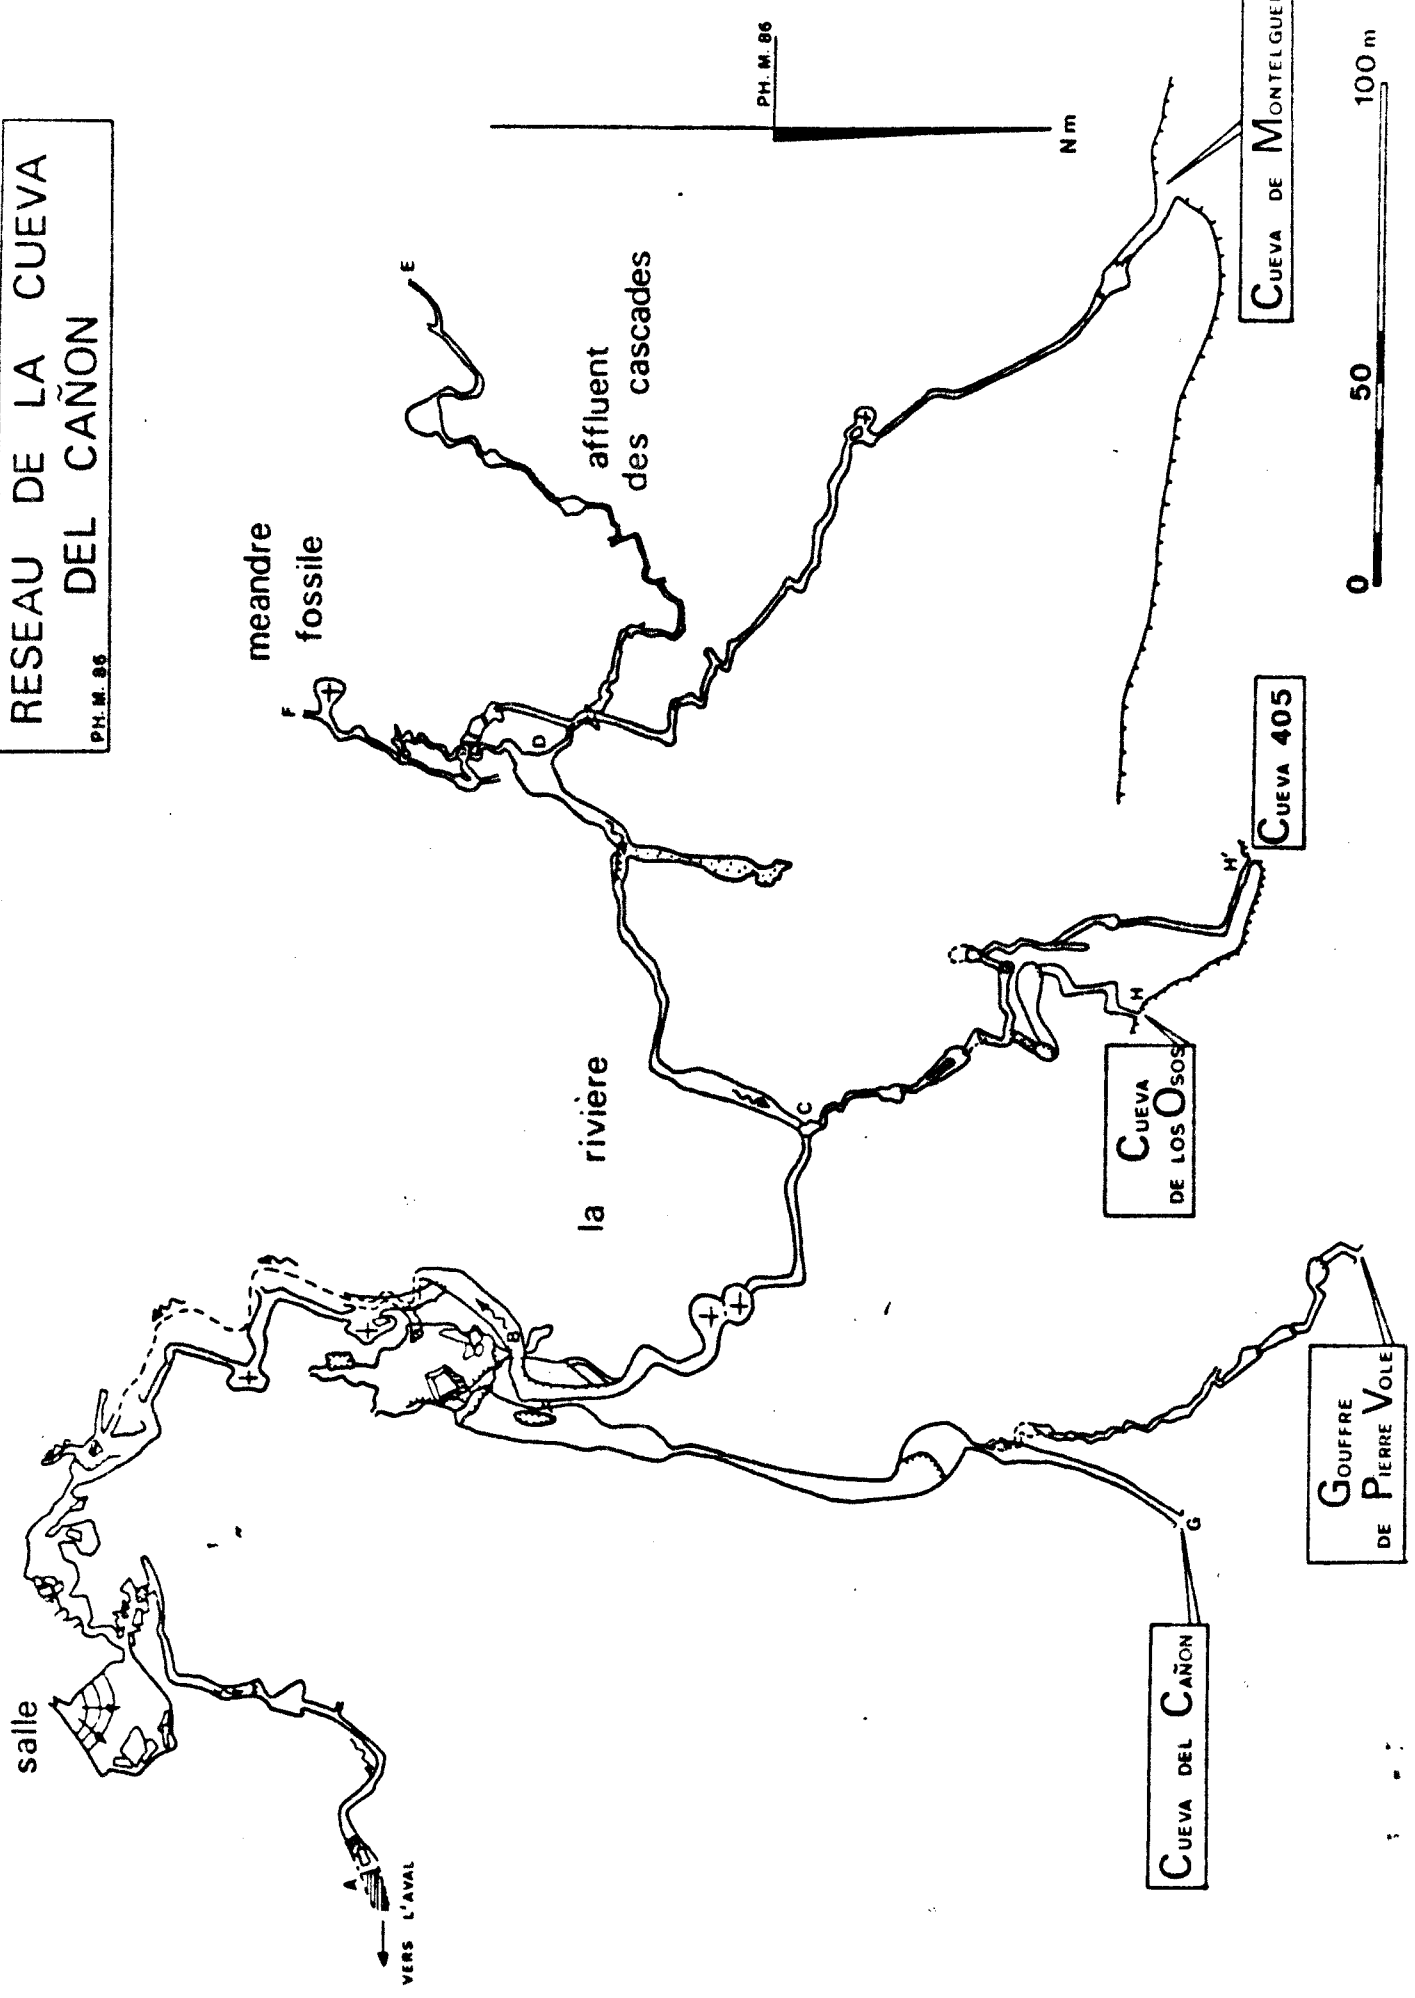 RESEAU DE LA CUEVA
DEL CAÑON
PH. M. 86
salle
meandre
fossile
affluent
des cascades
la rivière
PH. M. 86
Nm
A
VERS L'AVAL
B
C
D
E
F
G
H
H'
CUEVA DEL CAÑON
GOUFFRE
DE PIERRE VOLE
CUEVA
DE LOS OSOS
CUEVA 405
CUEVA DE
0 50 100 m